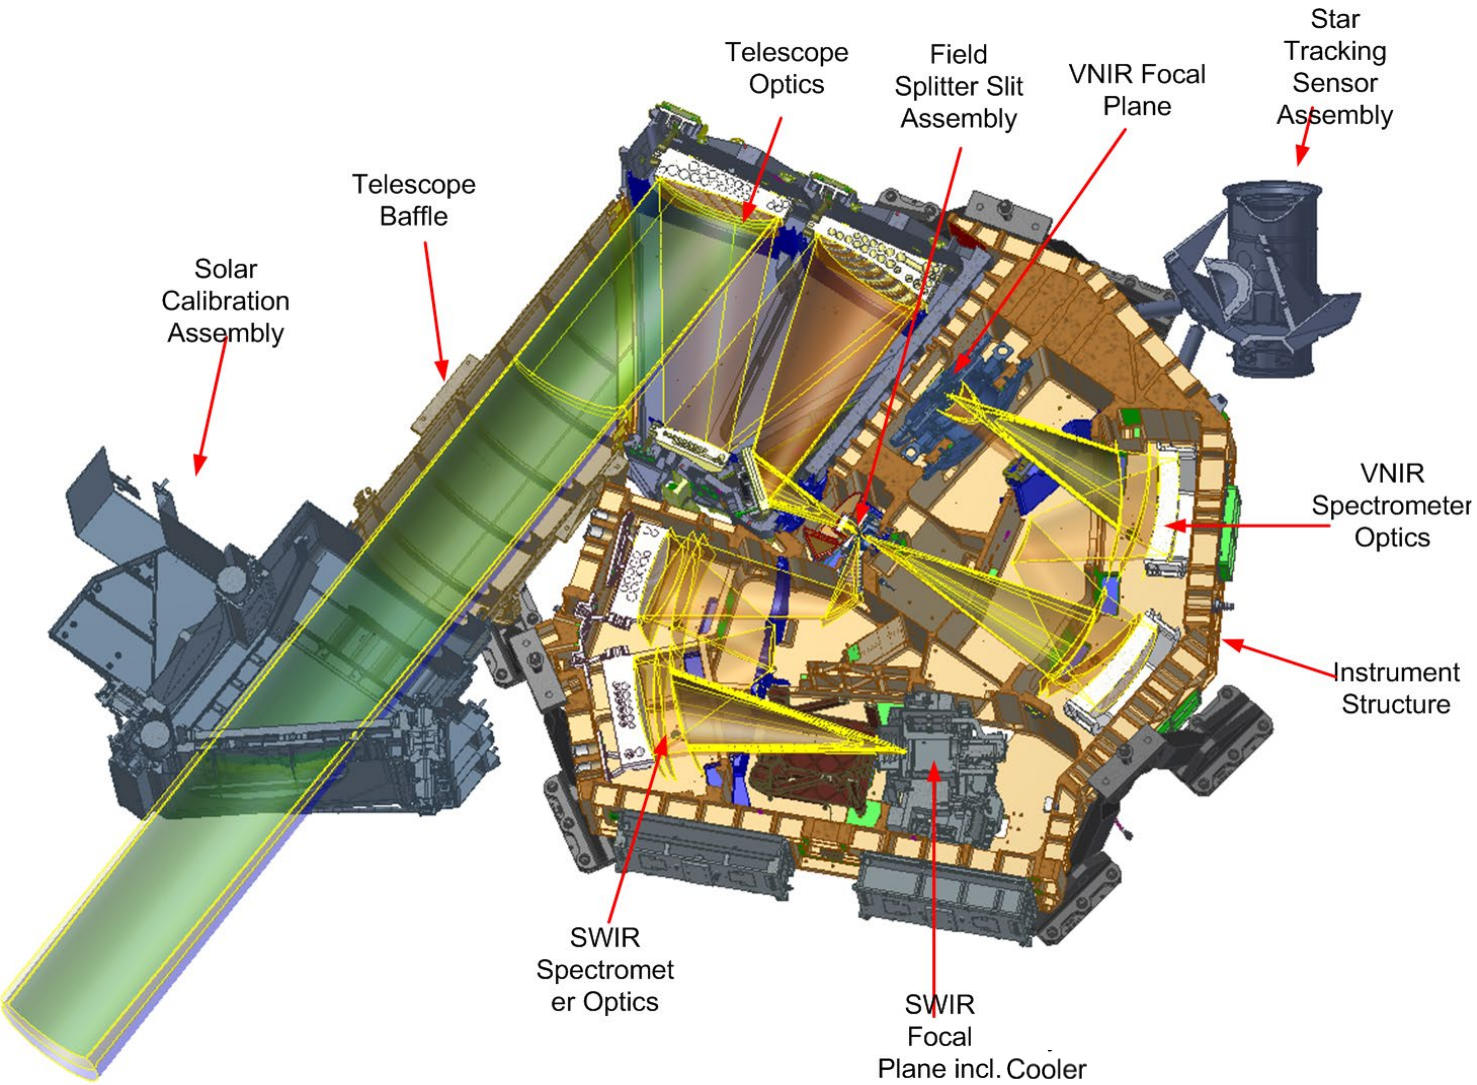 Star
Tracking
Sensor
Assembly
Telescope
Optics
Field
Splitter Slit
Assembly
VNIR Focal
Plane
Telescope
Baffle
Solar
Calibration
Assembly
VNIR
Spectrometer
Optics
Instrument
Structure
SWIR
Spectromet
er Optics
SWIR
Focal
Plane incl. Cooler